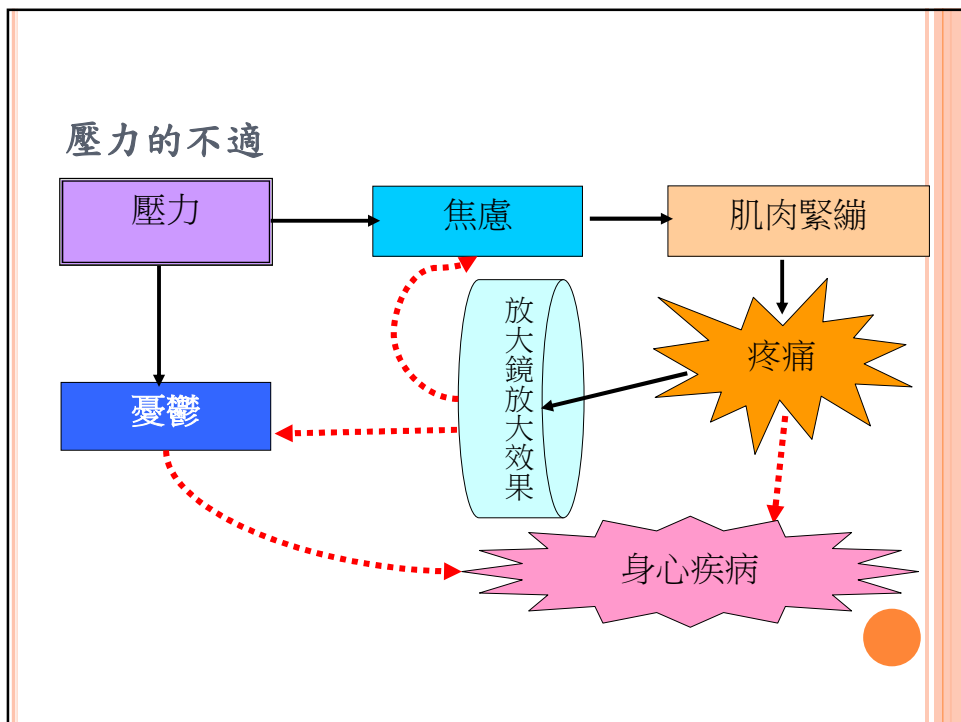 壓力的不適
壓力
焦慮
肌肉緊繃
放大鏡放大效果
疼痛
憂鬱
身心疾病